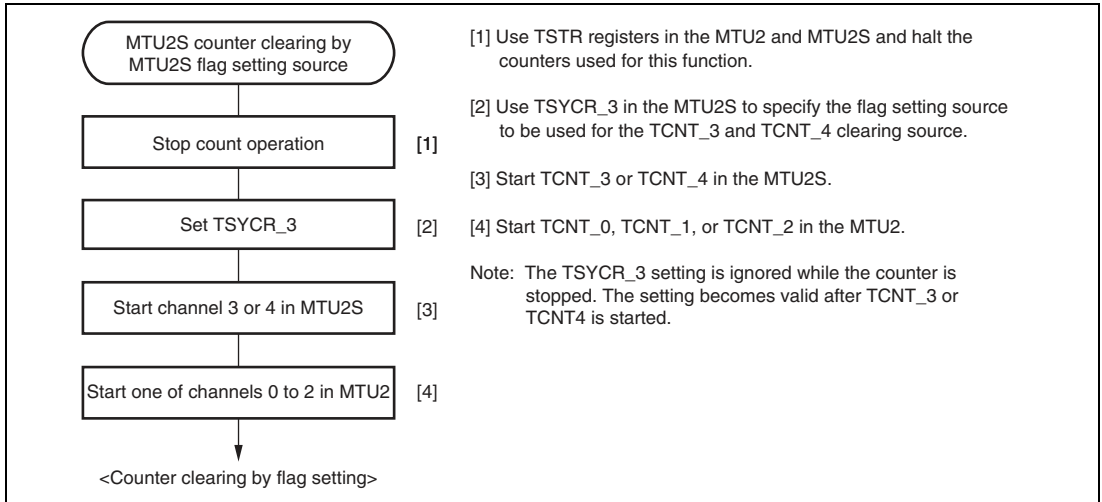 MTU2S counter clearing by
MTU2S flag setting source
Stop count operation
[1]
Set TSYCR_3
[2]
Start channel 3 or 4 in MTU2S
[3]
Start one of channels 0 to 2 in MTU2
[4]
<Counter clearing by flag setting>
[1] Use TSTR registers in the MTU2 and MTU2S and halt the
counters used for this function.
[2] Use TSYCR_3 in the MTU2S to specify the flag setting source
to be used for the TCNT_3 and TCNT_4 clearing source.
[3] Start TCNT_3 or TCNT_4 in the MTU2S.
[4] Start TCNT_0, TCNT_1, or TCNT_2 in the MTU2.
Note: The TSYCR_3 setting is ignored while the counter is
stopped. The setting becomes valid after TCNT_3 or
TCNT4 is started.